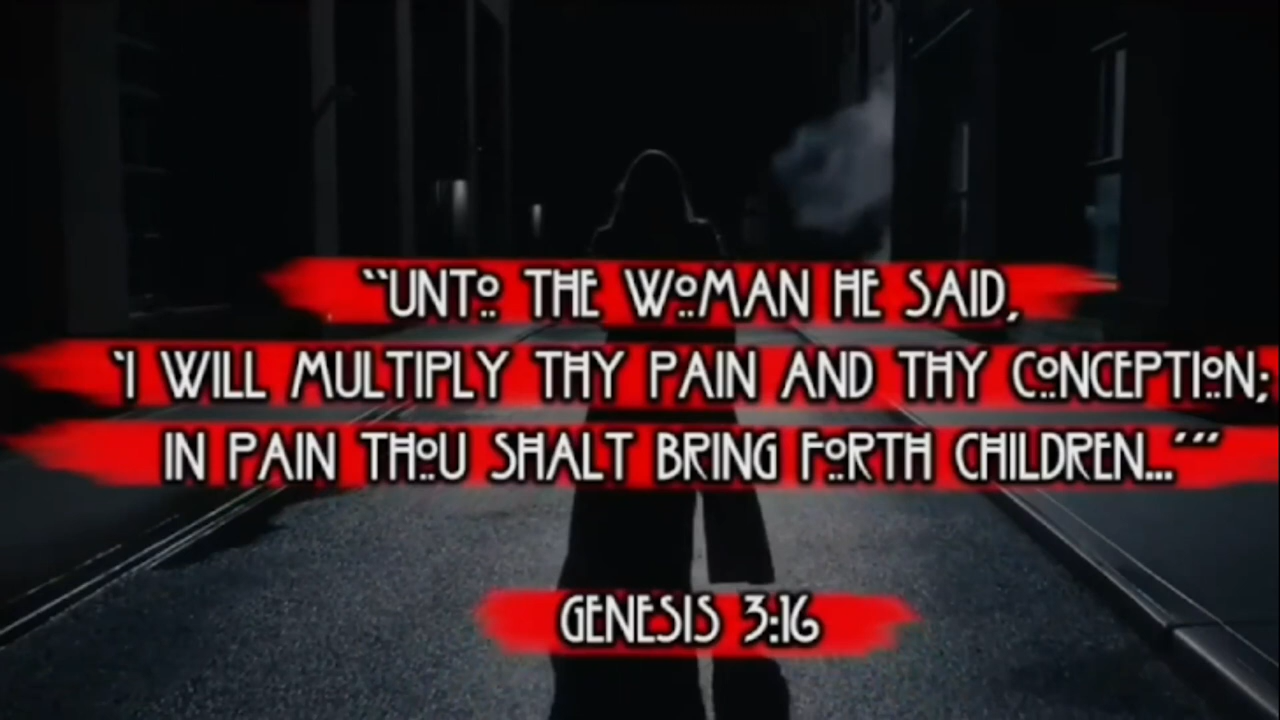 “UNTO THE WOMAN HE SAID,
‘I WILL MULTIPLY THY PAIN AND THY CONCEPTION;
IN PAIN THOU SHALT BRING FORTH CHILDREN...’”
GENESIS 3:16